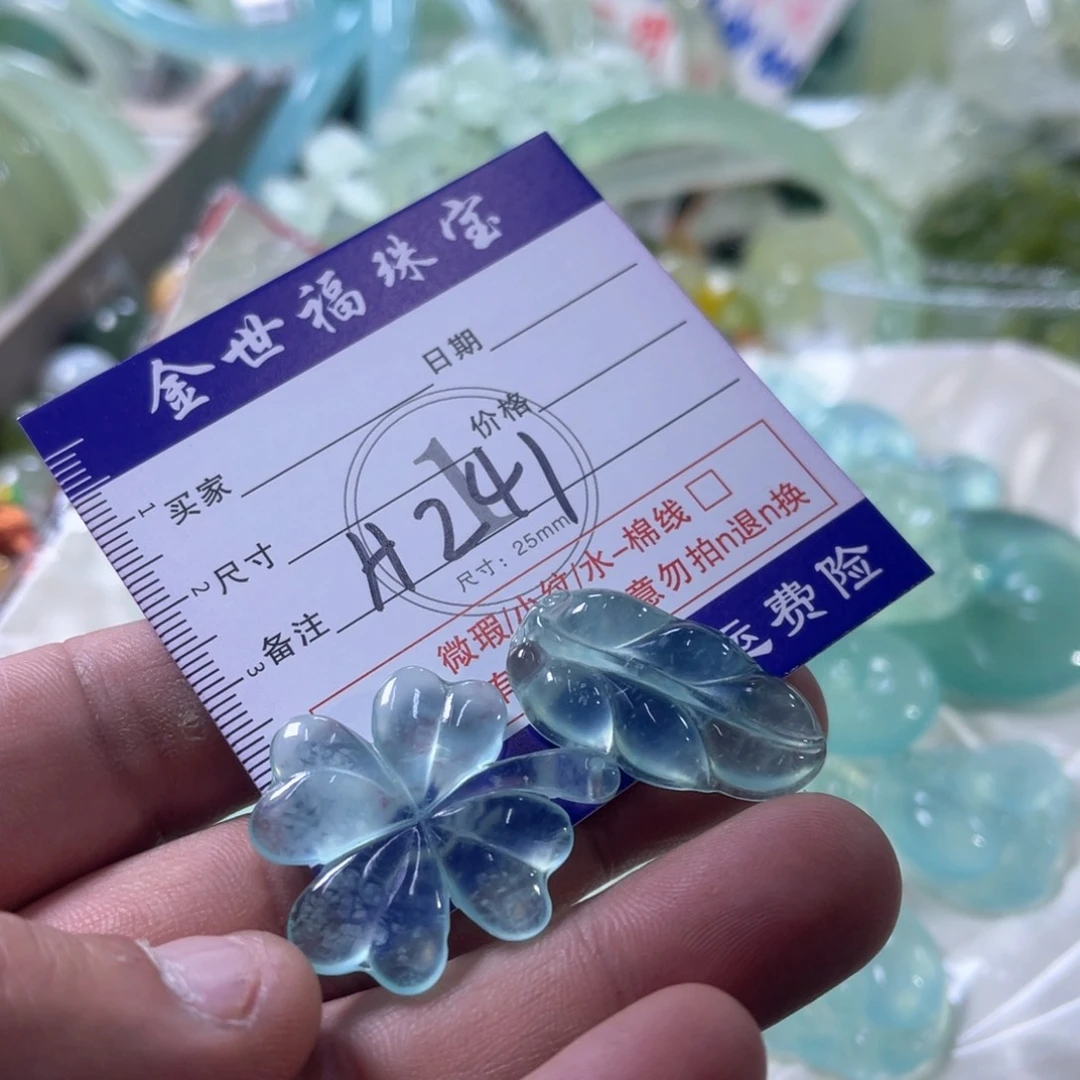 金世福珠宝
日期
买家
价格
1
尺寸
H241
尺寸：25mm
备注
微瑕/小纹/水-棉线 □
意勿拍n退n换
运费险
1
2
3